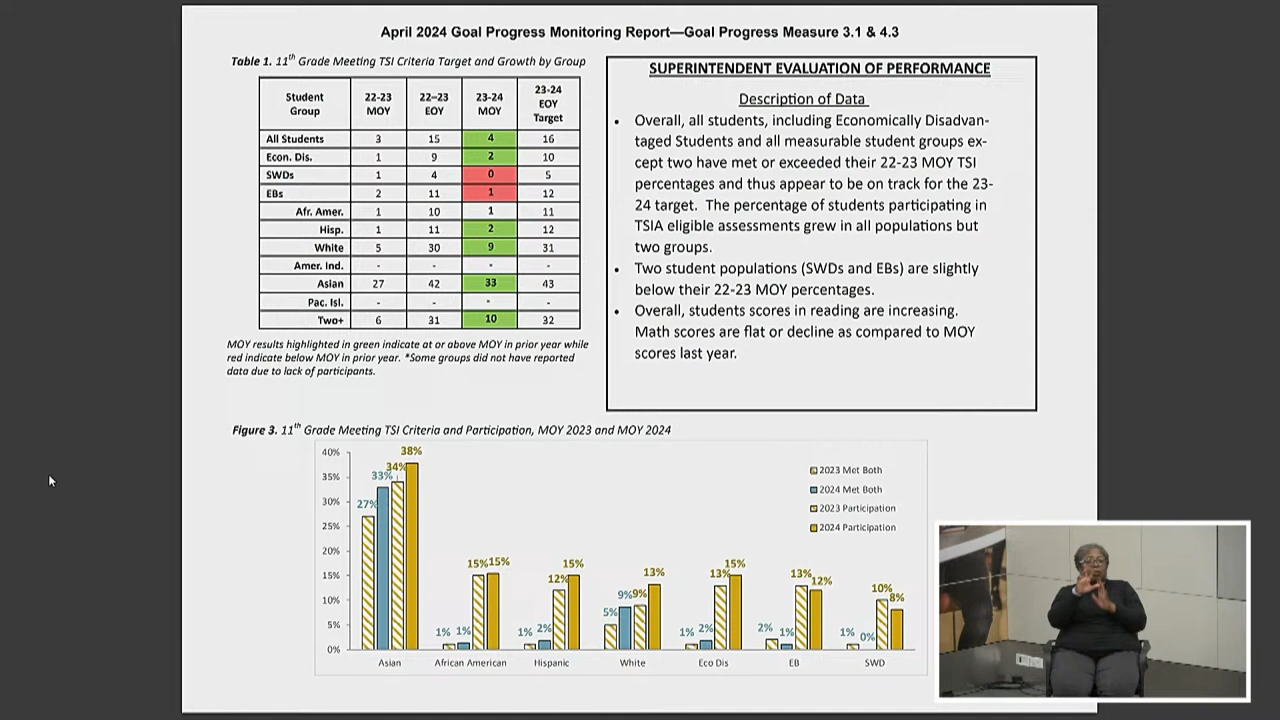 April 2024 Goal Progress Monitoring Report—Goal Progress Measure 3.1 & 4.3
Table 1. 11th Grade Meeting TSI Criteria Target and Growth by Group
Student Group 22-23 MOY 22–23 EOY 23-24 MOY 23-24 EOY Target
All Students 3 15 4 16
Econ. Dis. 1 9 2 10
SWDs 1 4 0 5
EBs 2 11 1 12
Afr. Amer. 1 10 1 11
Hisp. 1 11 2 12
White 5 30 9 31
Amer. Ind. - - - -
Asian 27 42 33 43
Pac. Isl. - - - -
Two+ 6 31 10 32
MOY results highlighted in green indicate at or above MOY in prior year while
red indicate below MOY in prior year. *Some groups did not have reported
data due to lack of participants.
SUPERINTENDENT EVALUATION OF PERFORMANCE
Description of Data
• Overall, all students, including Economically Disadvan-
taged Students and all measurable student groups ex-
cept two have met or exceeded their 22-23 MOY TSI
percentages and thus appear to be on track for the 23-
24 target. The percentage of students participating in
TSIA eligible assessments grew in all populations but
two groups.
• Two student populations (SWDs and EBs) are slightly
below their 22-23 MOY percentages.
• Overall, students scores in reading are increasing.
Math scores are flat or decline as compared to MOY
scores last year.
Figure 3. 11th Grade Meeting TSI Criteria and Participation, MOY 2023 and MOY 2024
40%
35%
30%
25%
20%
15%
10%
5%
0%
27% 33% 34% 38%
1% 1% 15% 15%
1% 2% 12% 15%
5% 9% 9% 13%
1% 2% 13% 15%
2% 1% 13% 12%
1% 0% 10% 8%
Asian African American Hispanic White Eco Dis EB SWD
2023 Met Both
2024 Met Both
2023 Participation
2024 Participation